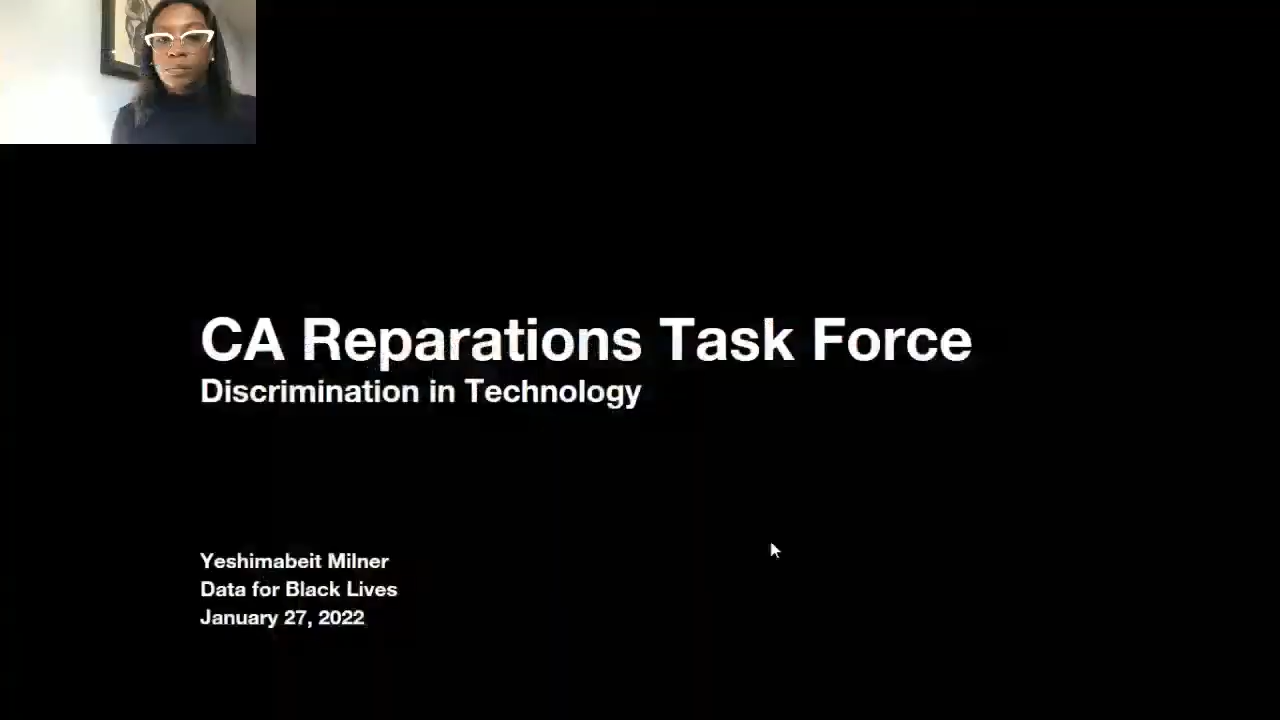 CA Reparations Task Force
Discrimination in Technology
Yeshimabeit Milner
Data for Black Lives
January 27, 2022